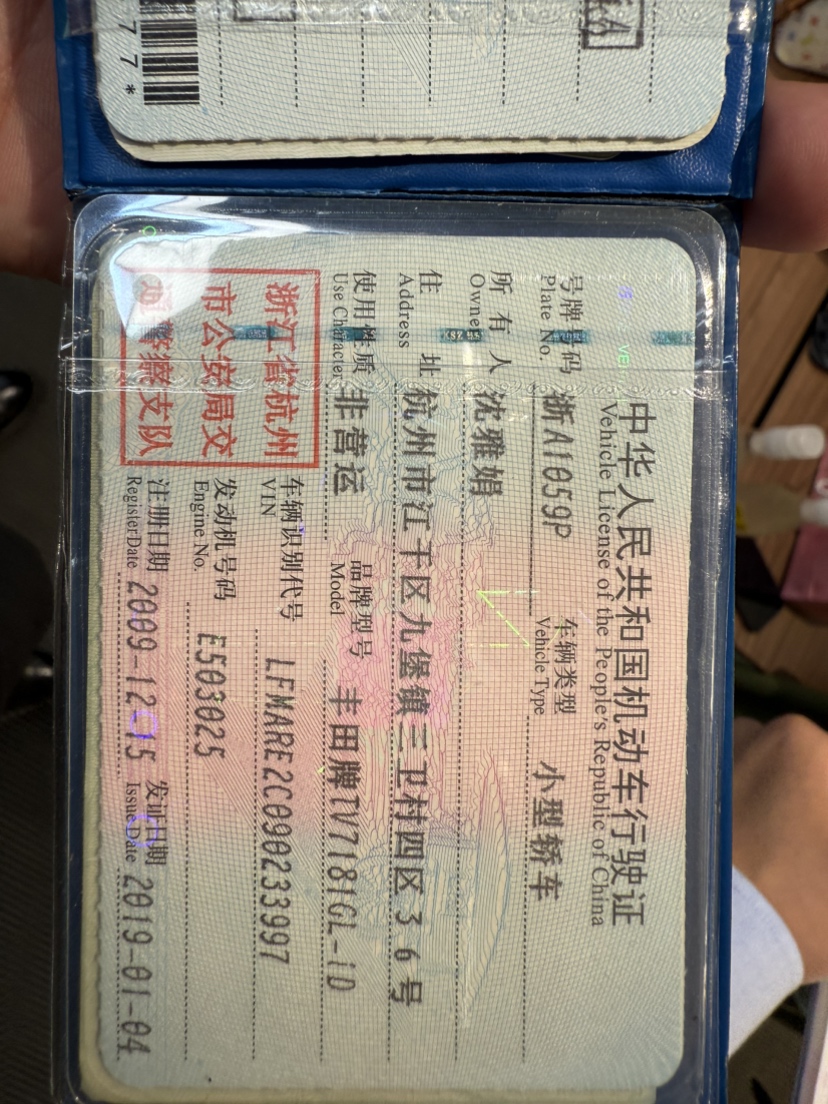 77*
中华人民共和国机动车行驶证
Vehicle License of the People's Republic of China
号牌号码 浙A1059P 车辆类型 小型轿车
Plate No. Vehicle Type
所有人 沈雅娟
Owner
住址 杭州市江干区九堡镇三卫村四区36号
Address
使用性质 非营运 品牌型号 丰田牌TV7181GL-iD
Use Character Model
浙江省杭州
市公安局交
通警察支队
车辆识别代号 LFMARE2C090233997
VIN
发动机号码 E503025
Engine No.
注册日期 2009-12-15 发证日期 2019-01-04
Register Date Issue Date